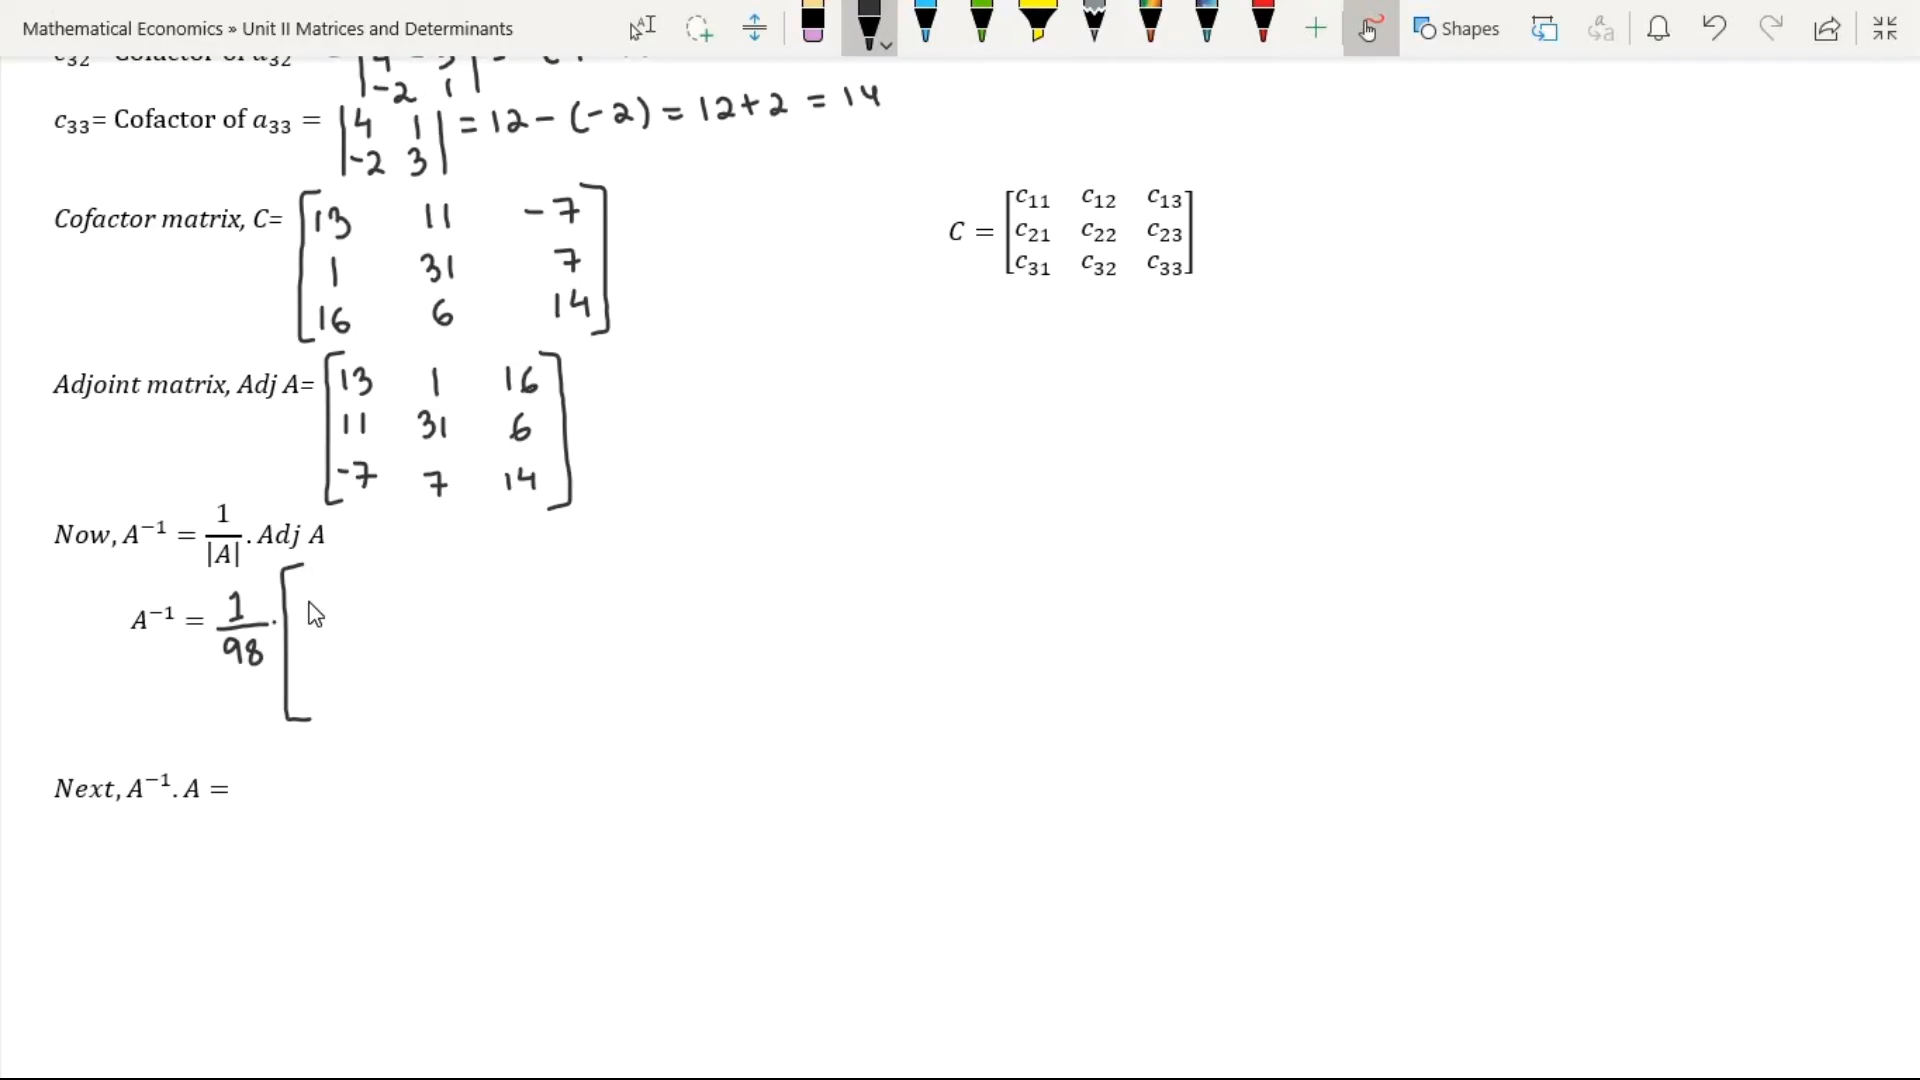 Mathematical Economics » Unit II Matrices and Determinants
Shapes
-2 1
c₃₃= Cofactor of a₃₃ = |4 1| = 12 - (-2) = 12+2 = 14
|-2 3|
Cofactor matrix, C= [13 11 -7
1 31 7
16 6 14]
C = [c₁₁ c₁₂ c₁₃
c₂₁ c₂₂ c₂₃
c₃₁ c₃₂ c₃₃]
Adjoint matrix, Adj A= [13 1 16
11 31 6
-7 7 14]
Now, A⁻¹ = 1/|A| . Adj A
A⁻¹ = 1/98 . [
Next, A⁻¹. A =